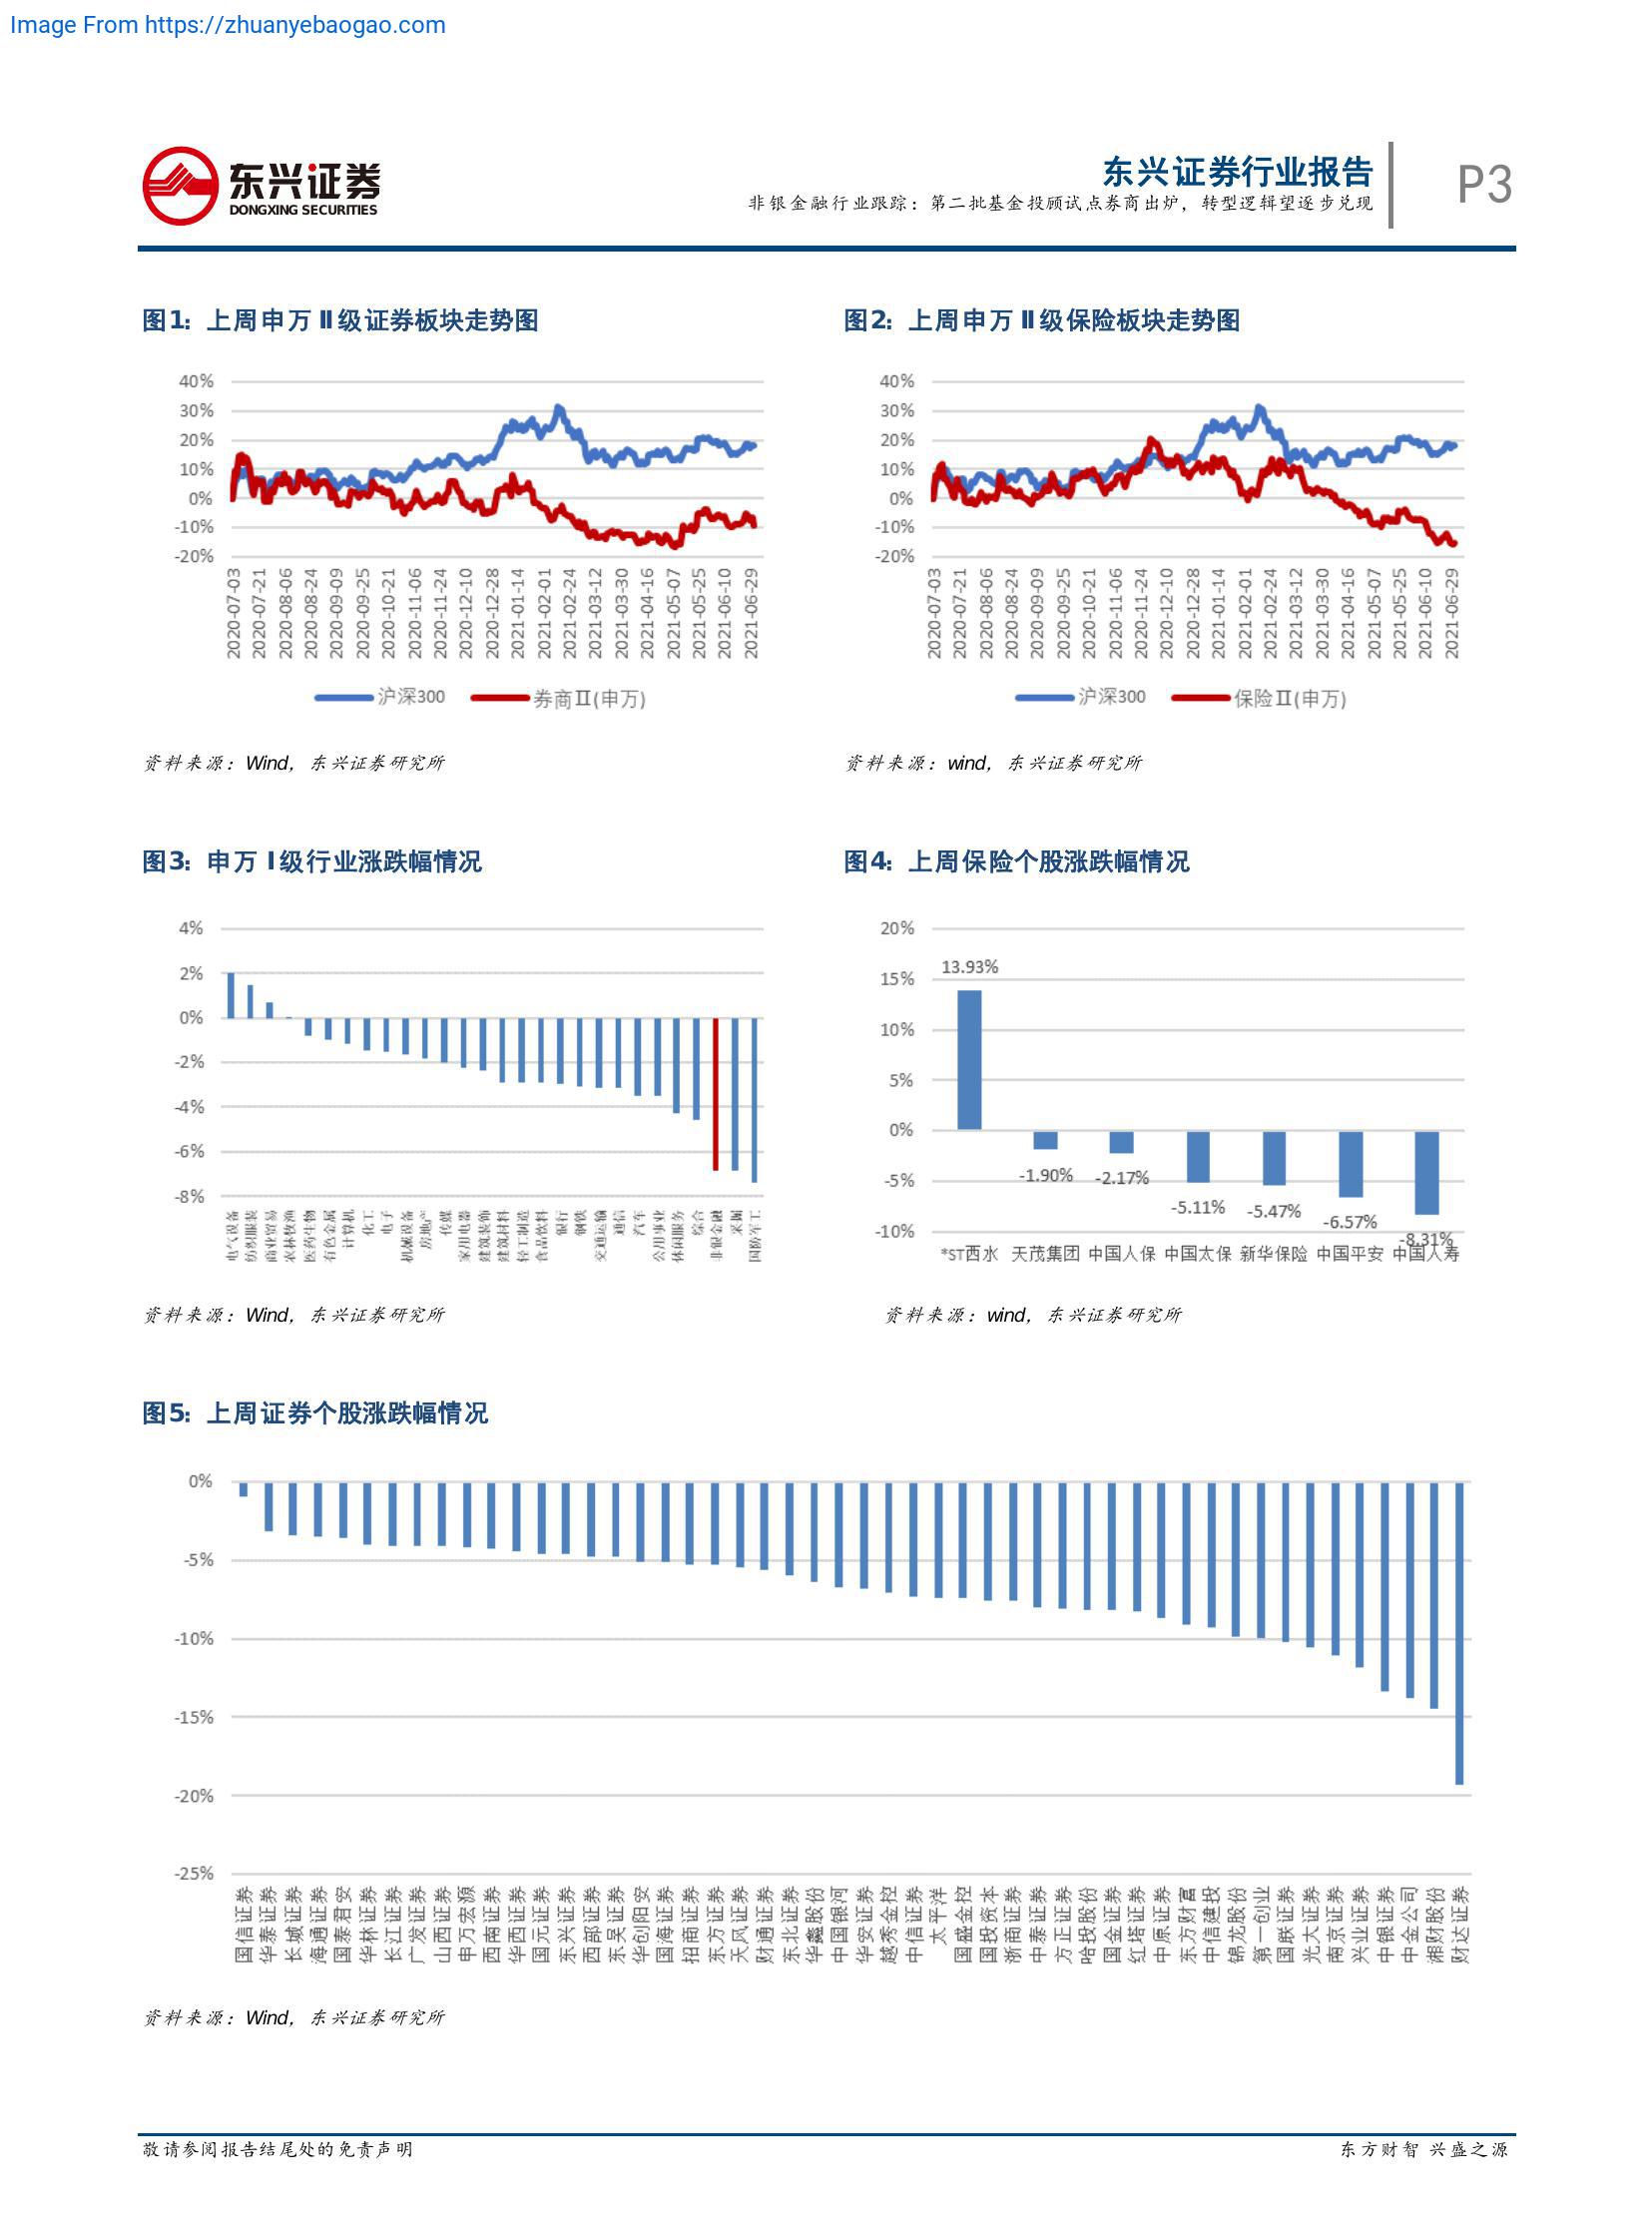 Image From https://zhuanyebaogao.com
东兴证券
DONGXING SECURITIES
东兴证券行业报告
非银金融行业跟踪：第二批基金投顾试点券商出炉，转型逻辑望逐步兑现
P3
图1：上周申万 II 级证券板块走势图
40%
30%
20%
10%
0%
-10%
-20%
2020-07-03
2020-07-21
2020-08-06
2020-08-24
2020-09-09
2020-09-25
2020-10-21
2020-11-06
2020-11-24
2020-12-10
2020-12-28
2021-01-14
2021-02-01
2021-02-24
2021-03-12
2021-03-30
2021-04-16
2021-05-07
2021-05-25
2021-06-10
2021-06-29
沪深300
券商Ⅱ(申万)
资料来源：Wind，东兴证券研究所
图2：上周申万 II 级保险板块走势图
40%
30%
20%
10%
0%
-10%
-20%
2020-07-03
2020-07-21
2020-08-06
2020-08-24
2020-09-09
2020-09-25
2020-10-21
2020-11-06
2020-11-24
2020-12-10
2020-12-28
2021-01-14
2021-02-01
2021-02-24
2021-03-12
2021-03-30
2021-04-16
2021-05-07
2021-05-25
2021-06-10
2021-06-29
沪深300
保险Ⅱ(申万)
资料来源：wind，东兴证券研究所
图3：申万 I 级行业涨跌幅情况
4%
2%
0%
-2%
-4%
-6%
-8%
电气设备
纺织服装
商业贸易
农林牧渔
医药生物
有色金属
计算机
化工
电子
机械设备
房地产
传媒
家用电器
建筑装饰
建筑材料
轻工制造
食品饮料
银行
钢铁
交通运输
通信
汽车
公用事业
休闲服务
综合
非银金融
采掘
国防军工
资料来源：Wind，东兴证券研究所
图4：上周保险个股涨跌幅情况
20%
15%
10%
5%
0%
-5%
-10%
13.93%
-1.90%
-2.17%
-5.11%
-5.47%
-6.57%
-8.31%
*ST西水
天茂集团
中国人保
中国太保
新华保险
中国平安
中国人寿
资料来源：wind，东兴证券研究所
图5：上周证券个股涨跌幅情况
0%
-5%
-10%
-15%
-20%
-25%
国信证券
华泰证券
长城证券
海通证券
国泰君安
华林证券
长江证券
广发证券
山西证券
申万宏源
西南证券
华西证券
国元证券
东兴证券
西部证券
东吴证券
华创阳安
国海证券
招商证券
东方证券
天风证券
财通证券
东北证券
华鑫股份
中国银河
华安证券
越秀金控
中信证券
太平洋
国盛金控
国投资本
浙商证券
中泰证券
方正证券
哈投股份
国金证券
红塔证券
中原证券
东方财富
中信建投
锦龙股份
第一创业
国联证券
光大证券
南京证券
兴业证券
中银证券
中金公司
湘财股份
财达证券
资料来源：Wind，东兴证券研究所
敬请参阅报告结尾处的免责声明
东方财智 兴盛之源